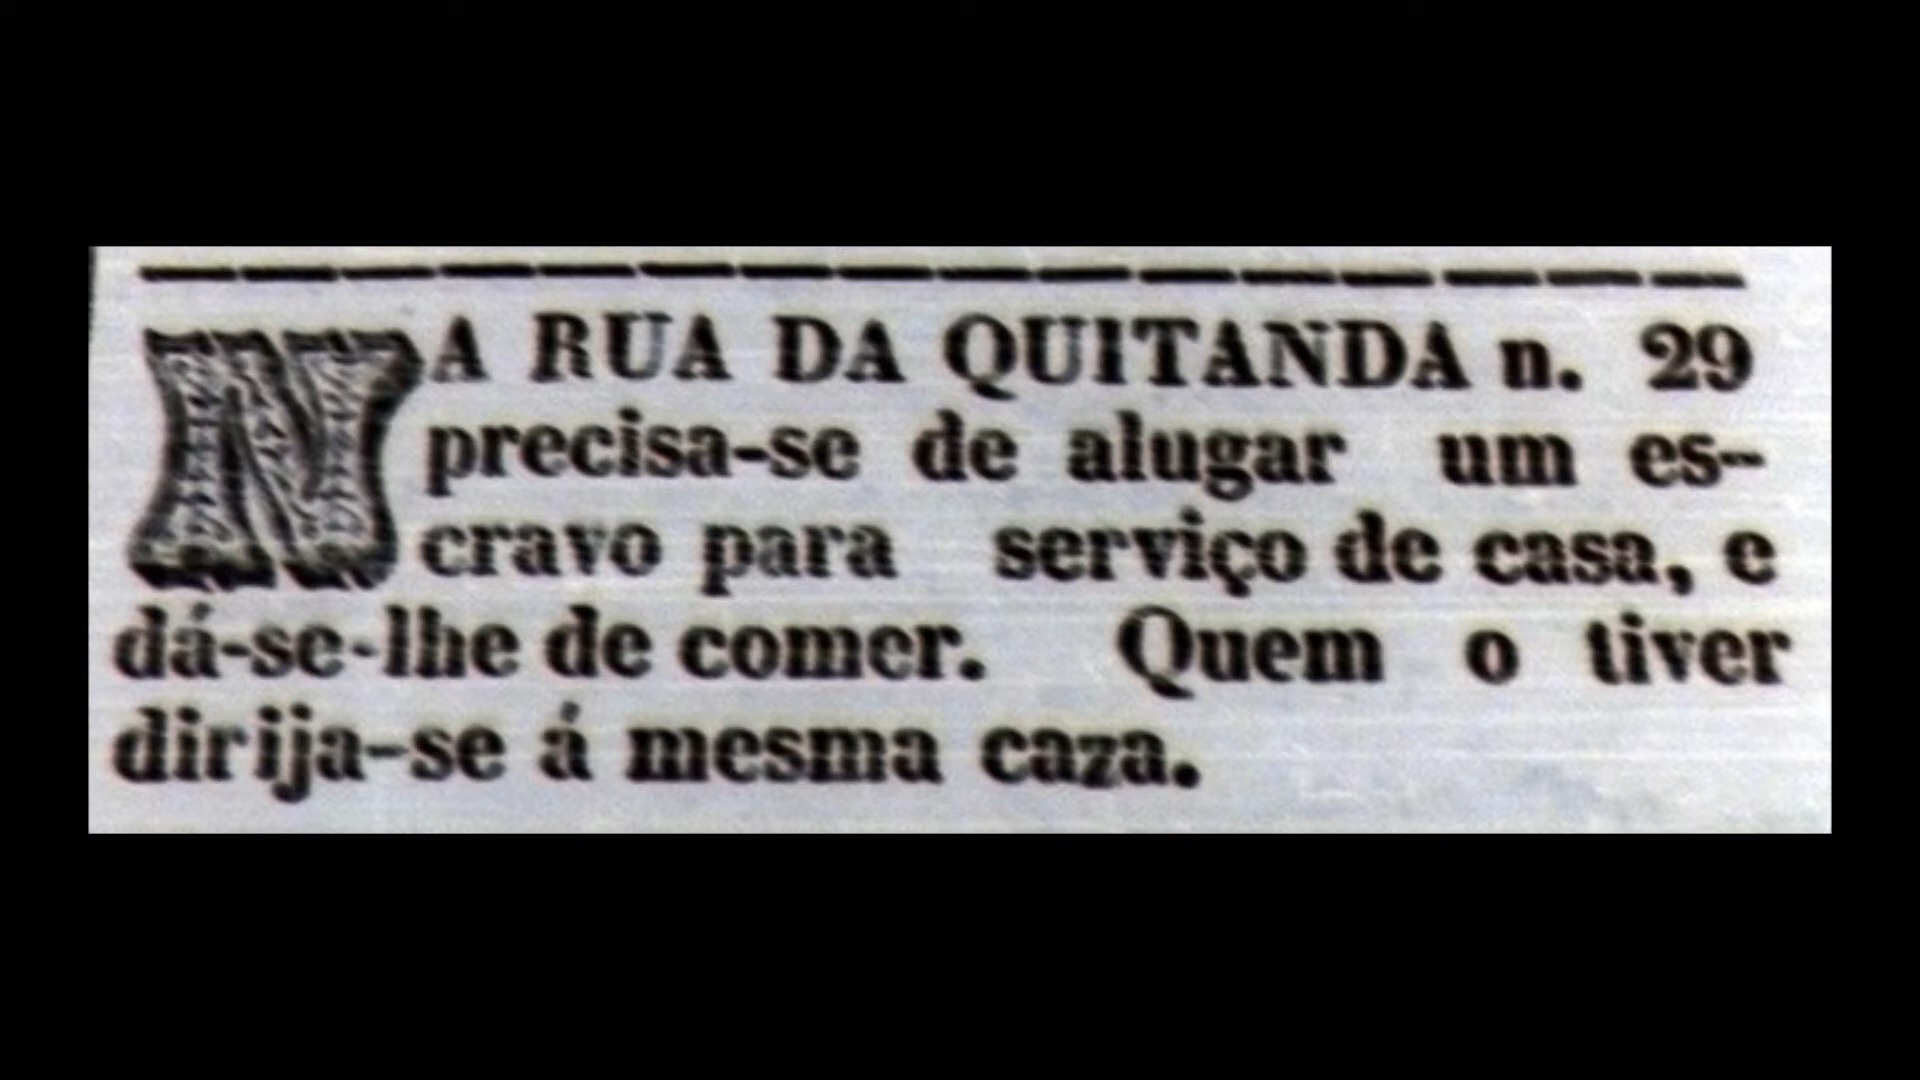 NA RUA DA QUITANDA n. 29
precisa-se de alugar um es-
cravo para serviço de casa, e
dá-se-lhe de comer. Quem o tiver
dirija-se á mesma caza.